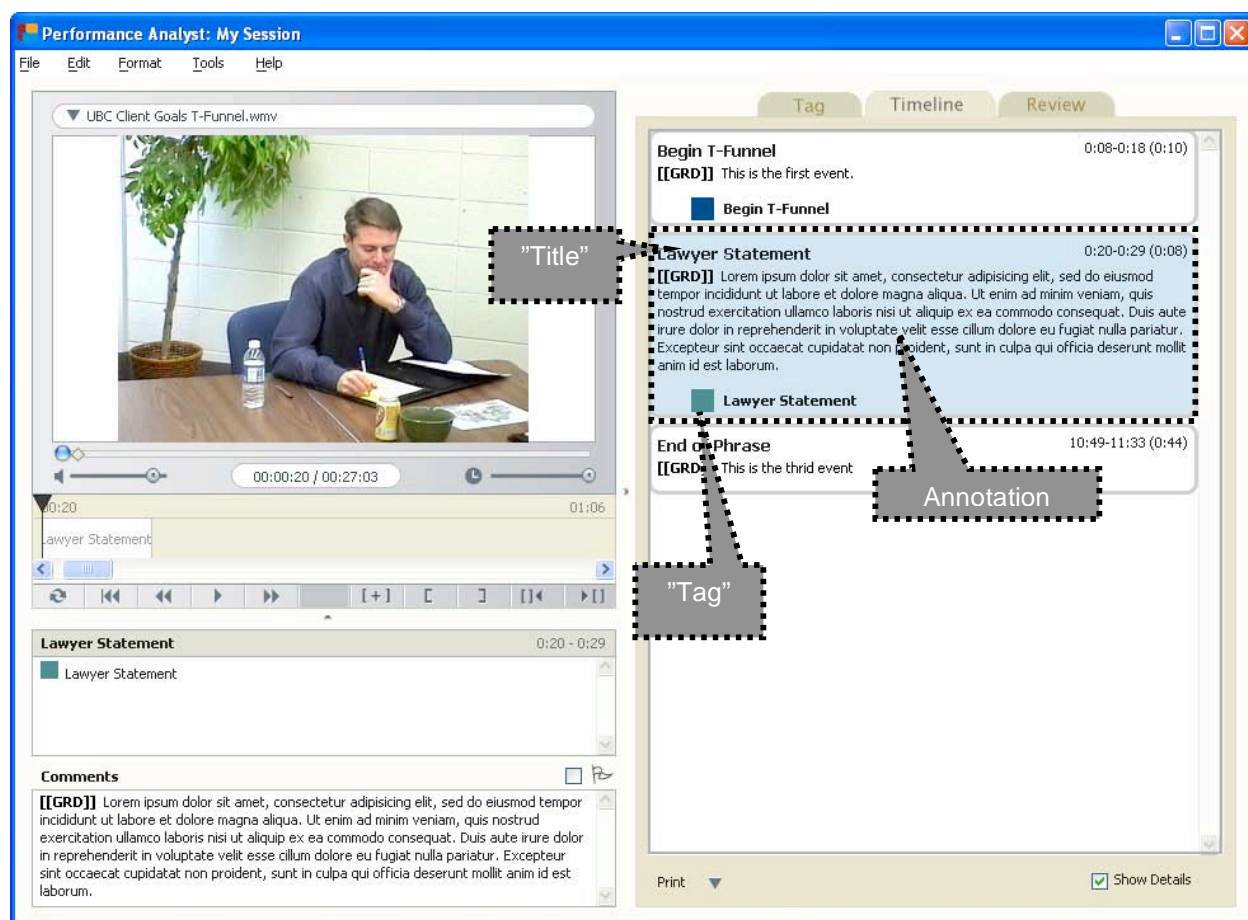 Performance Analyst: My Session
File Edit Format Tools Help
UBC Client Goals T-Funnel.wmv
00:00:20 / 00:27:03
00:20 01:06
Lawyer Statement
[+] [ ] [] []
Lawyer Statement 0:20 - 0:29
Lawyer Statement
Comments
[[GRD]] Lorem ipsum dolor sit amet, consectetur adipisicing elit, sed do eiusmod tempor
incididunt ut labore et dolore magna aliqua. Ut enim ad minim veniam, quis nostrud
exercitation ullamco laboris nisi ut aliquip ex ea commodo consequat. Duis aute irure dolor
in reprehenderit in voluptate velit esse cillum dolore eu fugiat nulla pariatur. Excepteur
sint occaecat cupidatat non proident, sunt in culpa qui officia deserunt mollit anim id est
laborum.
Tag Timeline Review
Begin T-Funnel 0:08-0:18 (0:10)
[[GRD]] This is the first event.
Begin T-Funnel
"Title"
Lawyer Statement 0:20-0:29 (0:08)
[[GRD]] Lorem ipsum dolor sit amet, consectetur adipisicing elit, sed do eiusmod
tempor incididunt ut labore et dolore magna aliqua. Ut enim ad minim veniam, quis
nostrud exercitation ullamco laboris nisi ut aliquip ex ea commodo consequat. Duis aute
irure dolor in reprehenderit in voluptate velit esse cillum dolore eu fugiat nulla pariatur.
Excepteur sint occaecat cupidatat non proident, sunt in culpa qui officia deserunt mollit
anim id est laborum.
Lawyer Statement
End of Phrase 10:49-11:33 (0:44)
[[GRD]] This is the thrid event
Annotation
"Tag"
Print Show Details